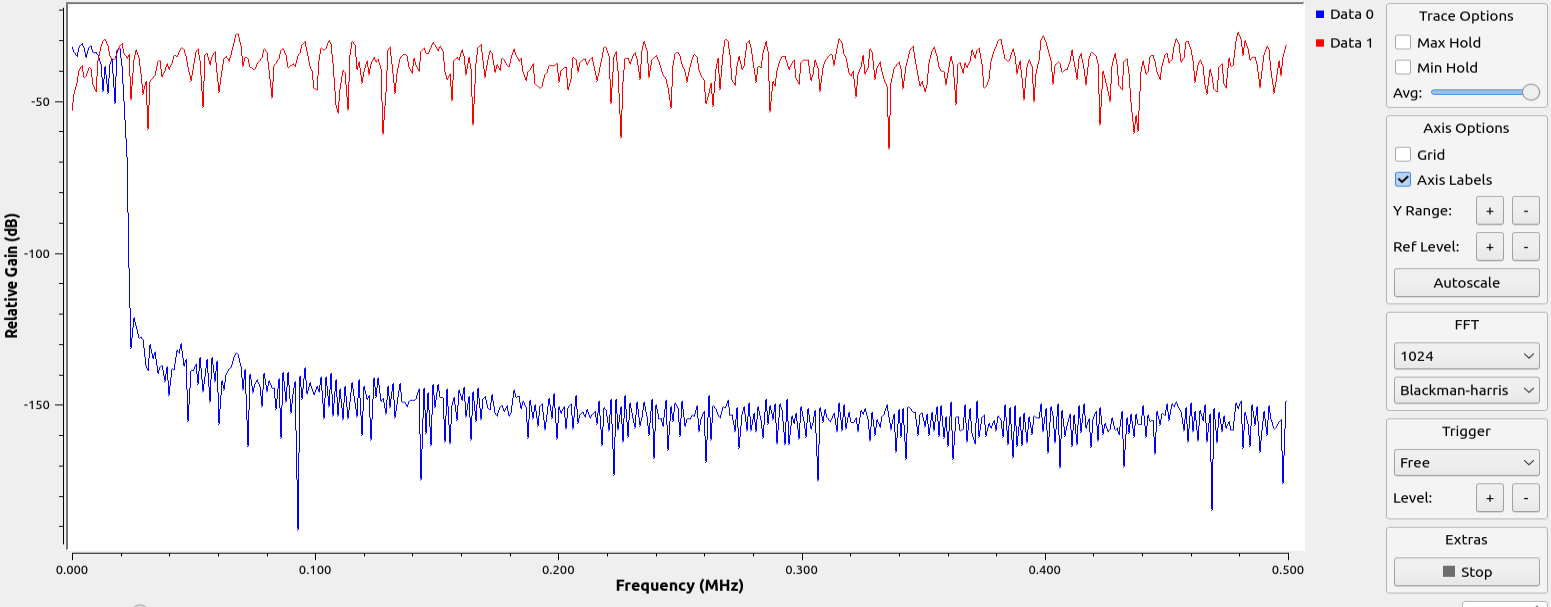 Data 0
Data 1
Relative Gain (dB)
-50
-100
-150
0.000
0.100
0.200
0.300
0.400
0.500
Frequency (MHz)
Trace Options
Max Hold
Min Hold
Avg:
Axis Options
Grid
Axis Labels
Y Range: + -
Ref Level: + -
Autoscale
FFT
1024
Blackman-harris
Trigger
Free
Level: + -
Extras
Stop